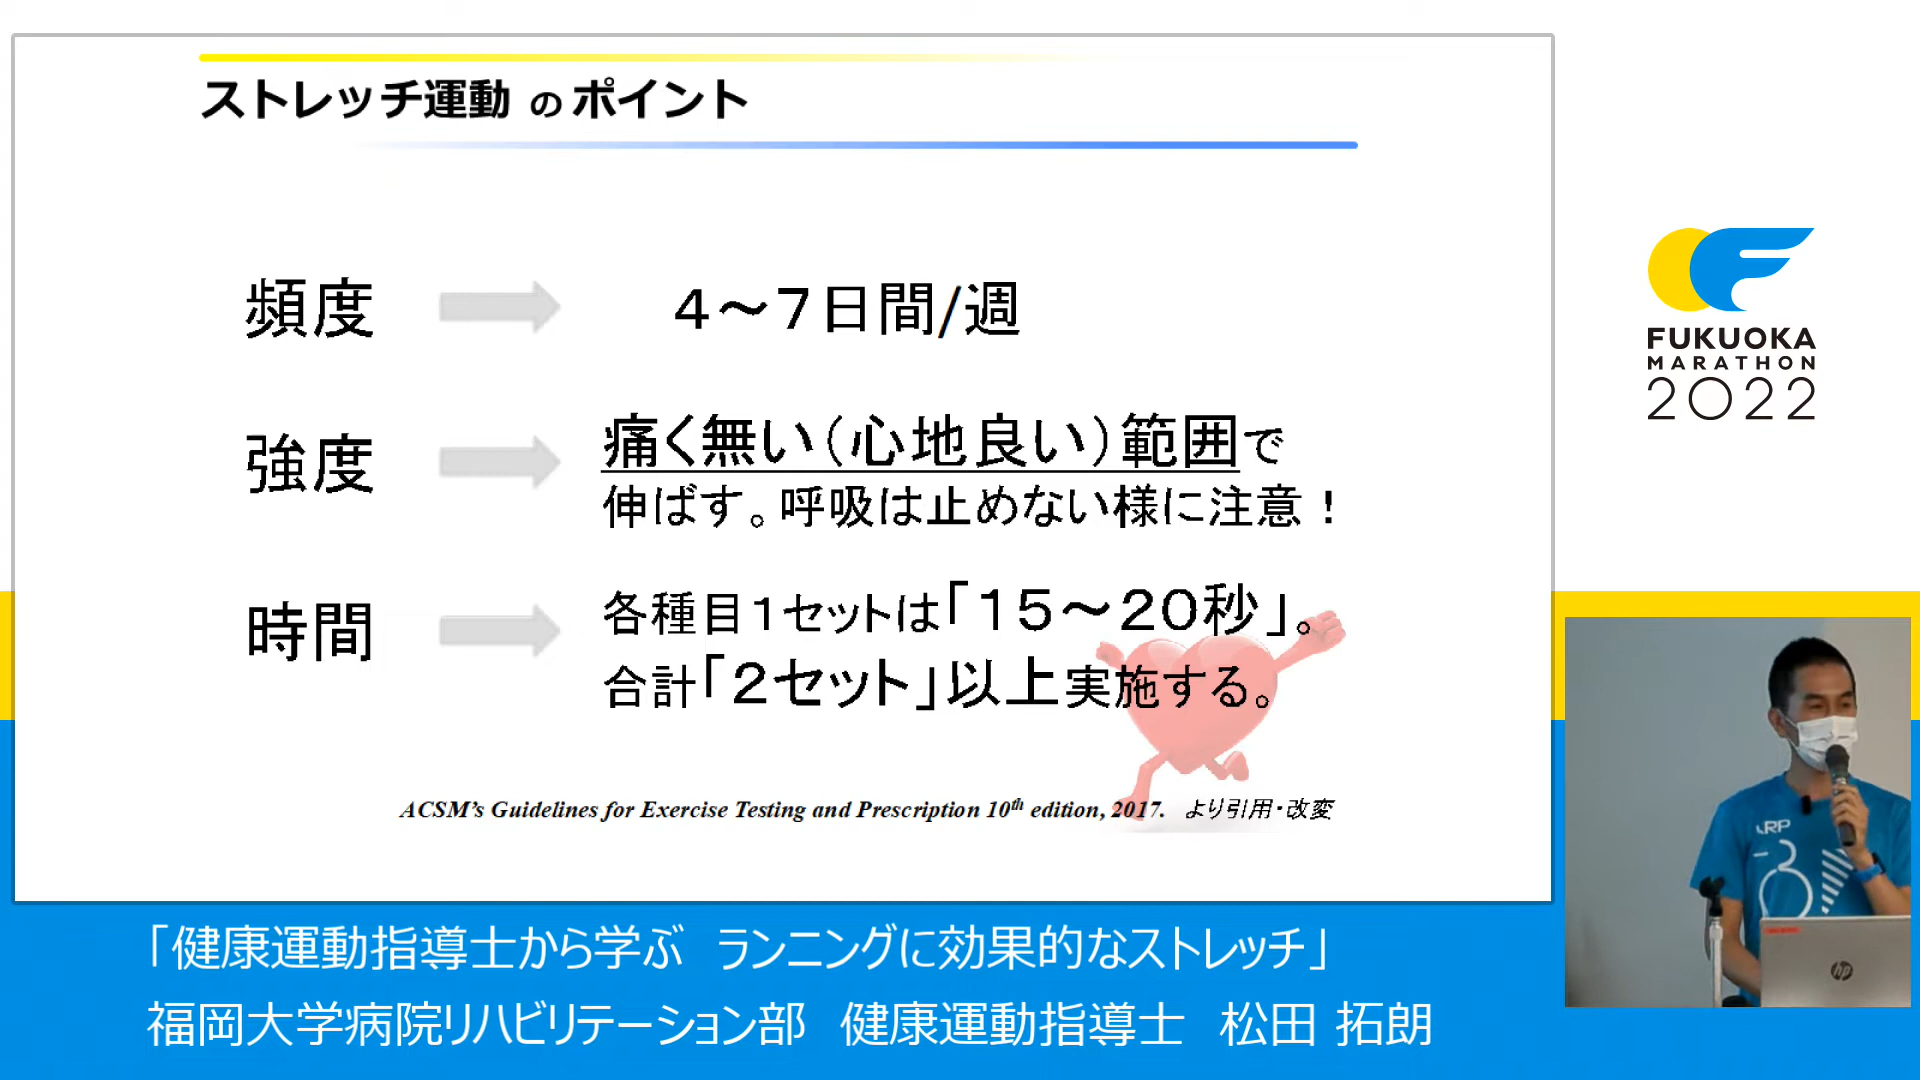 ストレッチ運動 の ポイント
頻度 4～7日間/週
強度 痛く無い(心地良い)範囲で
伸ばす。呼吸は止めない様に注意！
時間 各種目1セットは「15～20秒」。
合計「2セット」以上実施する。
ACSM's Guidelines for Exercise Testing and Prescription 10th edition, 2017. より引用・改変
FUKUOKA
MARATHON
2022
「健康運動指導士から学ぶ ランニングに効果的なストレッチ」
福岡大学病院リハビリテーション部 健康運動指導士 松田 拓朗
hp